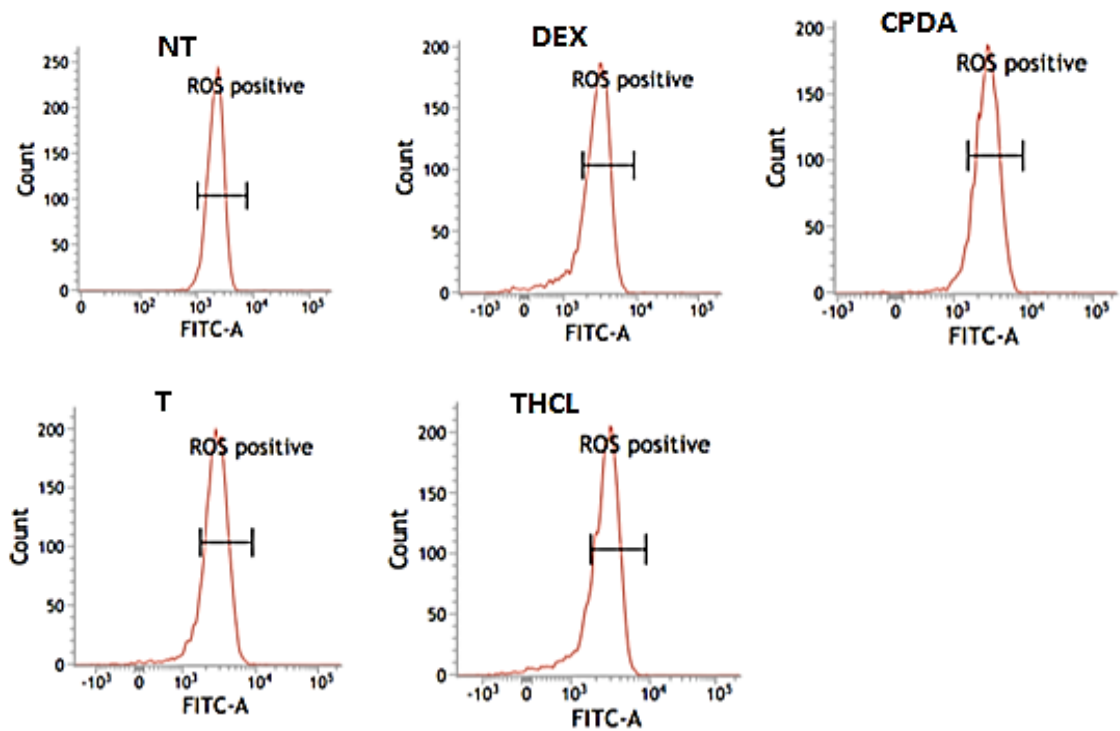 NT
250
200
150
100
50
0
Count
ROS positive
0 10² 10³ 10⁴ 10⁵
FITC-A
DEX
200
150
100
50
0
Count
ROS positive
-10³ 0 10³ 10⁴ 10⁵
FITC-A
CPDA
200
150
100
50
0
Count
ROS positive
-10³ 0 10³ 10⁴ 10⁵
FITC-A
T
200
150
100
50
0
Count
ROS positive
-10³ 0 10³ 10⁴ 10⁵
FITC-A
THCL
200
150
100
50
0
Count
ROS positive
-10³ 0 10³ 10⁴ 10⁵
FITC-A